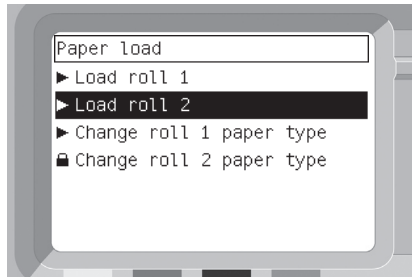 Paper load
Load roll 1
Load roll 2
Change roll 1 paper type
Change roll 2 paper type